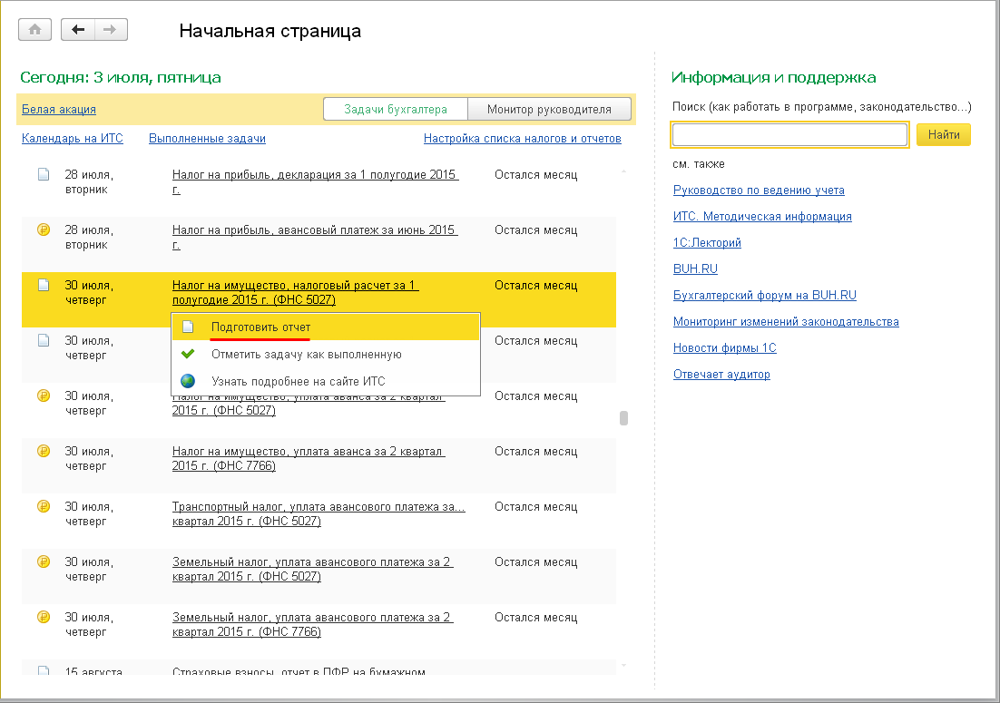 Начальная страница
Сегодня: 3 июля, пятница
Белая акация
Задачи бухгалтера
Монитор руководителя
Календарь на ИТС
Выполненные задачи
Настройка списка налогов и отчетов
28 июля,
вторник
Налог на прибыль, декларация за 1 полугодие 2015
г.
Остался месяц
28 июля,
вторник
Налог на прибыль, авансовый платеж за июнь 2015
г.
Остался месяц
30 июля,
четверг
Налог на имущество, налоговый расчет за 1
полугодие 2015 г. (ФНС 5027)
Остался месяц
Подготовить отчет
Отметить задачу как выполненную
Узнать подробнее на сайте ИТС
30 июля,
четверг
Остался месяц
30 июля,
четверг
Налог на имущество, уплата аванса за 2 квартал
2015 г. (ФНС 5027)
Остался месяц
30 июля,
четверг
Налог на имущество, уплата аванса за 2 квартал
2015 г. (ФНС 7766)
Остался месяц
30 июля,
четверг
Транспортный налог, уплата авансового платежа за...
квартал 2015 г. (ФНС 5027)
Остался месяц
30 июля,
четверг
Земельный налог, уплата авансового платежа за 2
квартал 2015 г. (ФНС 5027)
Остался месяц
30 июля,
четверг
Земельный налог, уплата авансового платежа за 2
квартал 2015 г. (ФНС 7766)
Остался месяц
15 августа
Страховые взносы, отчет в ПФР на бумажном
Информация и поддержка
Поиск (как работать в программе, законодательство...)
Найти
см. также
Руководство по ведению учета
ИТС. Методическая информация
1С:Лекторий
BUH.RU
Бухгалтерский форум на BUH.RU
Мониторинг изменений законодательства
Новости фирмы 1С
Отвечает аудитор